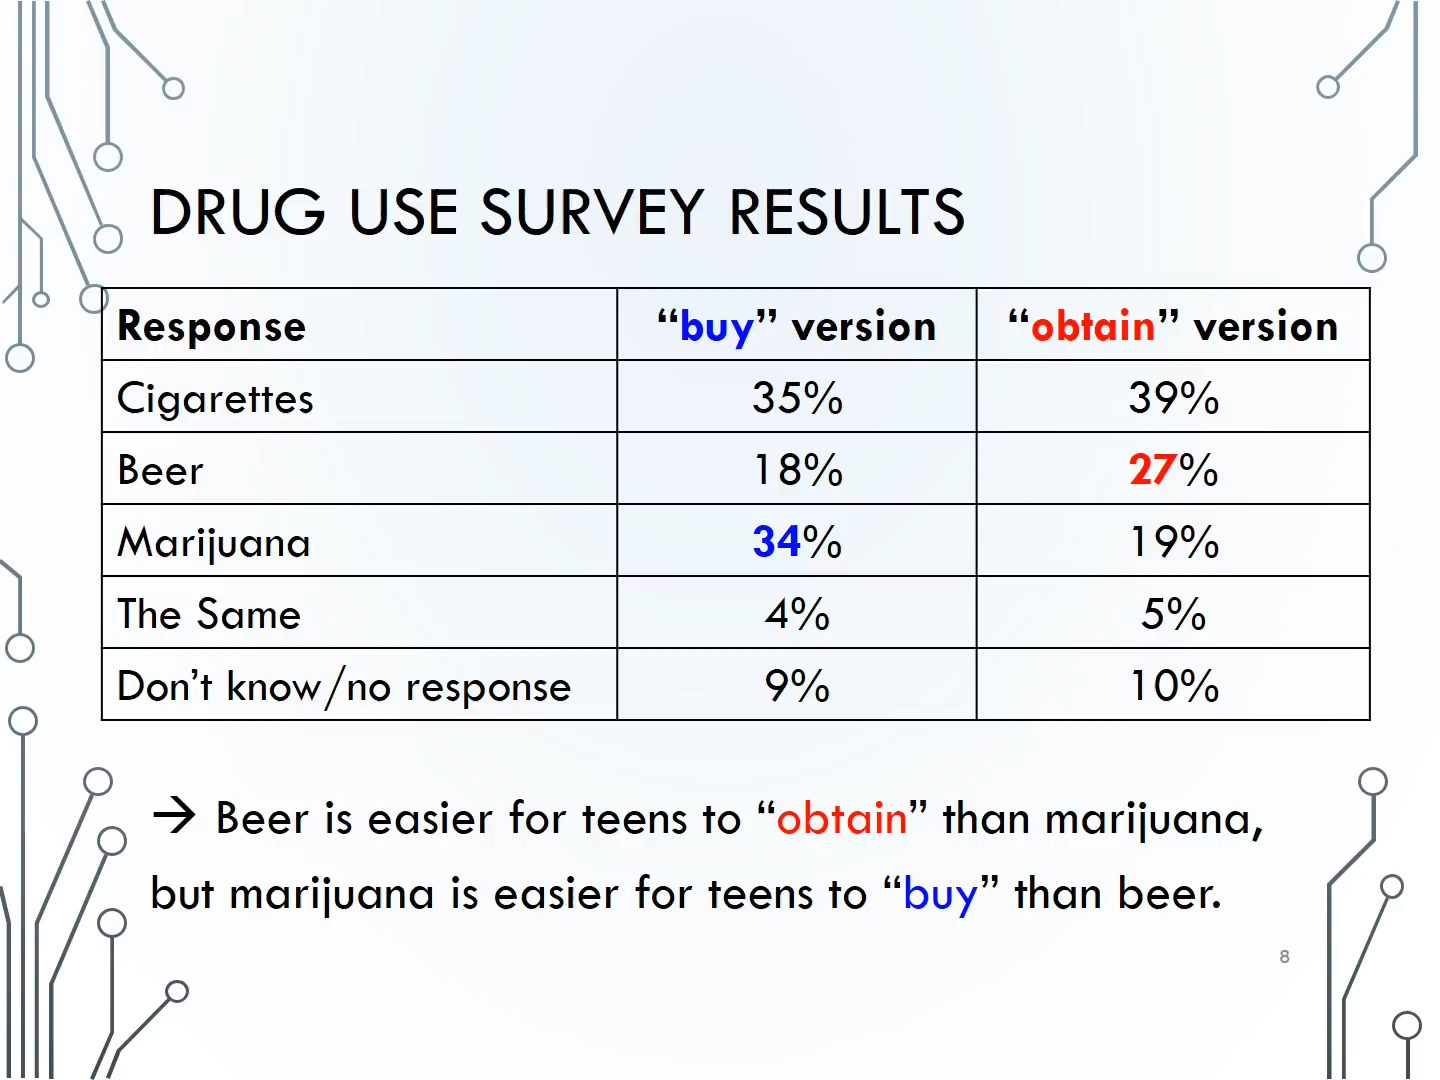 DRUG USE SURVEY RESULTS
Response “buy” version “obtain” version
Cigarettes 35% 39%
Beer 18% 27%
Marijuana 34% 19%
The Same 4% 5%
Don’t know/no response 9% 10%
→ Beer is easier for teens to “obtain” than marijuana,
but marijuana is easier for teens to “buy” than beer.
8